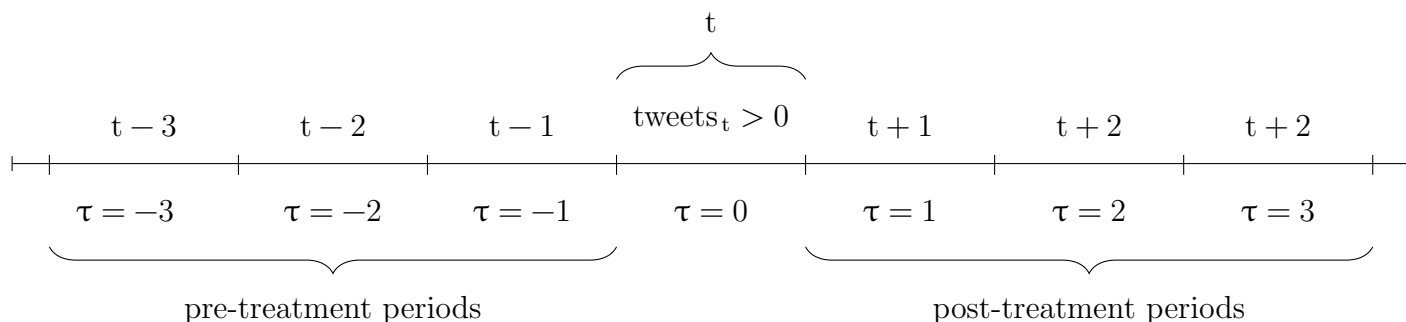 t
tweetsₜ > 0
t − 3 t − 2 t − 1 t + 1 t + 2 t + 2
τ = −3 τ = −2 τ = −1 τ = 0 τ = 1 τ = 2 τ = 3
pre-treatment periods post-treatment periods